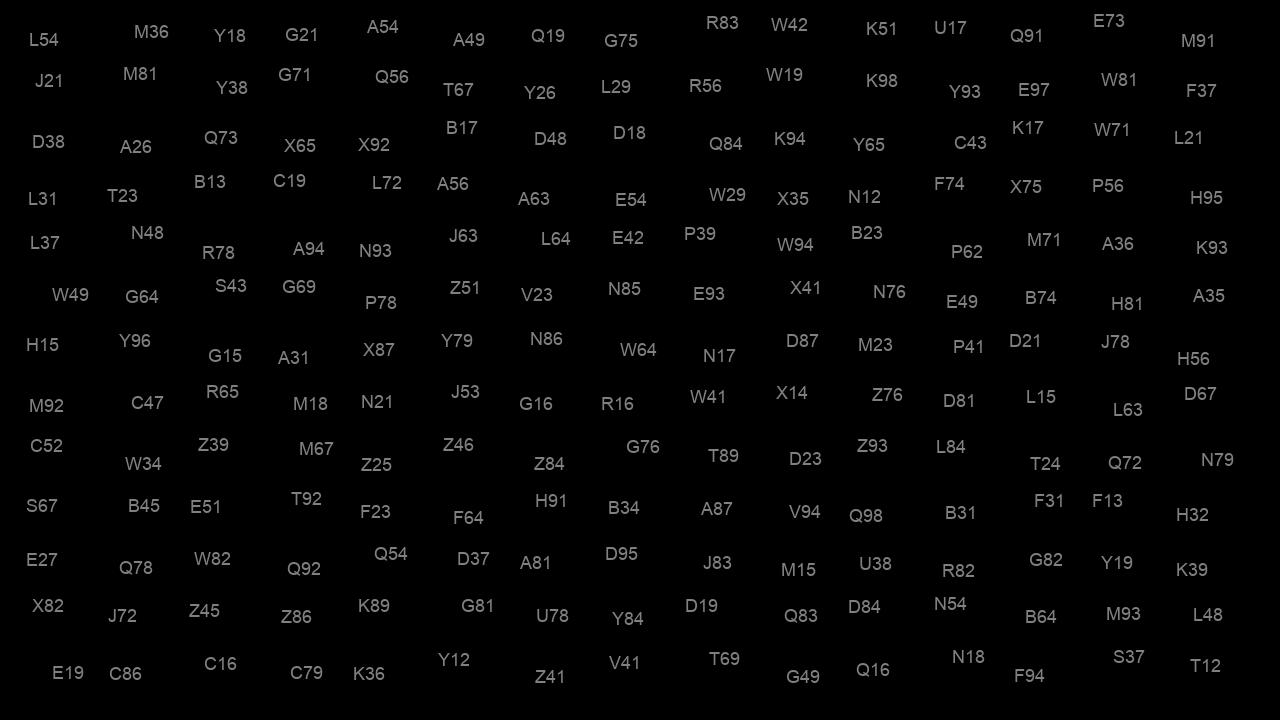 L54 M36 Y18 G21 A54 A49 Q19 G75 R83 W42 K51 U17 Q91 E73 M91
J21 M81 Y38 G71 Q56 T67 Y26 L29 R56 W19 K98 Y93 E97 W81 F37
D38 A26 Q73 X65 X92 B17 D48 D18 Q84 K94 Y65 C43 K17 W71 L21
L31 T23 B13 C19 L72 A56 A63 E54 W29 X35 N12 F74 X75 P56 H95
L37 N48 R78 A94 N93 J63 L64 E42 P39 W94 B23 P62 M71 A36 K93
W49 G64 S43 G69 P78 Z51 V23 N85 E93 X41 N76 E49 B74 H81 A35
H15 Y96 G15 A31 X87 Y79 N86 W64 N17 D87 M23 P41 D21 J78 H56
M92 C47 R65 M18 N21 J53 G16 R16 W41 X14 Z76 D81 L15 L63 D67
C52 W34 Z39 M67 Z25 Z46 Z84 G76 T89 D23 Z93 L84 T24 Q72 N79
S67 B45 E51 T92 F23 F64 H91 B34 A87 V94 Q98 B31 F31 F13 H32
E27 Q78 W82 Q92 Q54 D37 A81 D95 J83 M15 U38 R82 G82 Y19 K39
X82 J72 Z45 Z86 K89 G81 U78 Y84 D19 Q83 D84 N54 B64 M93 L48
E19 C86 C16 C79 K36 Y12 Z41 V41 T69 G49 Q16 N18 F94 S37 T12